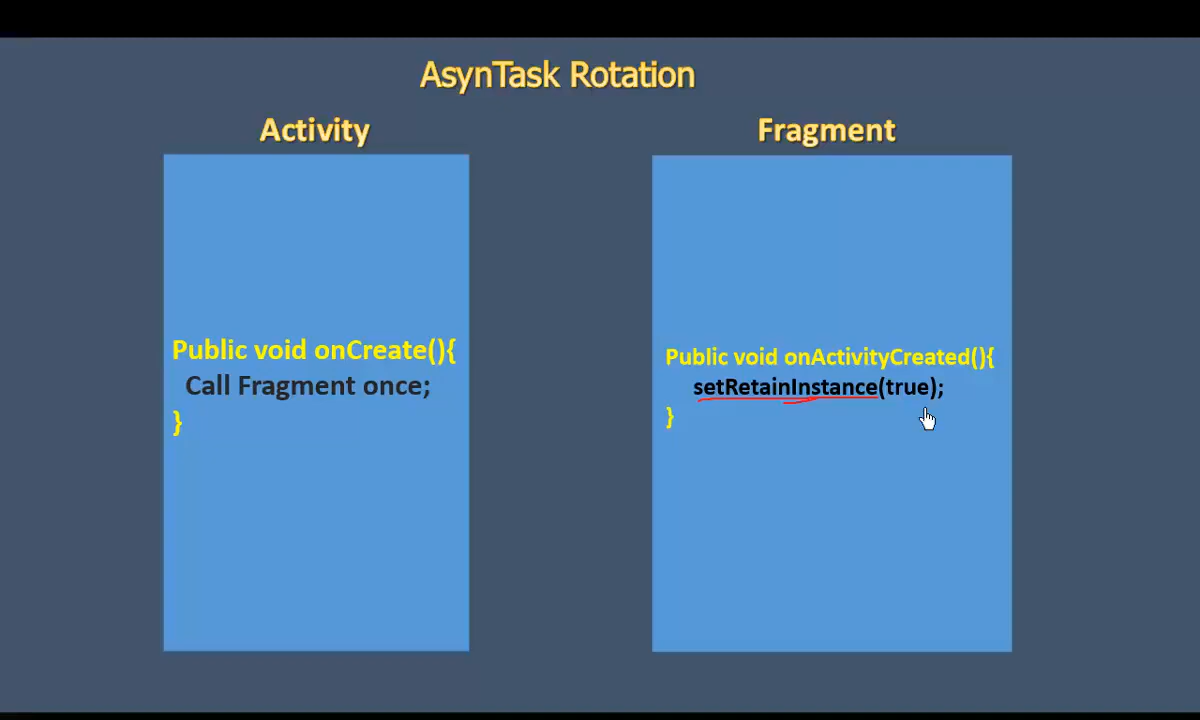 AsynTask Rotation
Activity
Public void onCreate(){
Call Fragment once;
}
Fragment
Public void onActivityCreated(){
setRetainInstance(true);
}